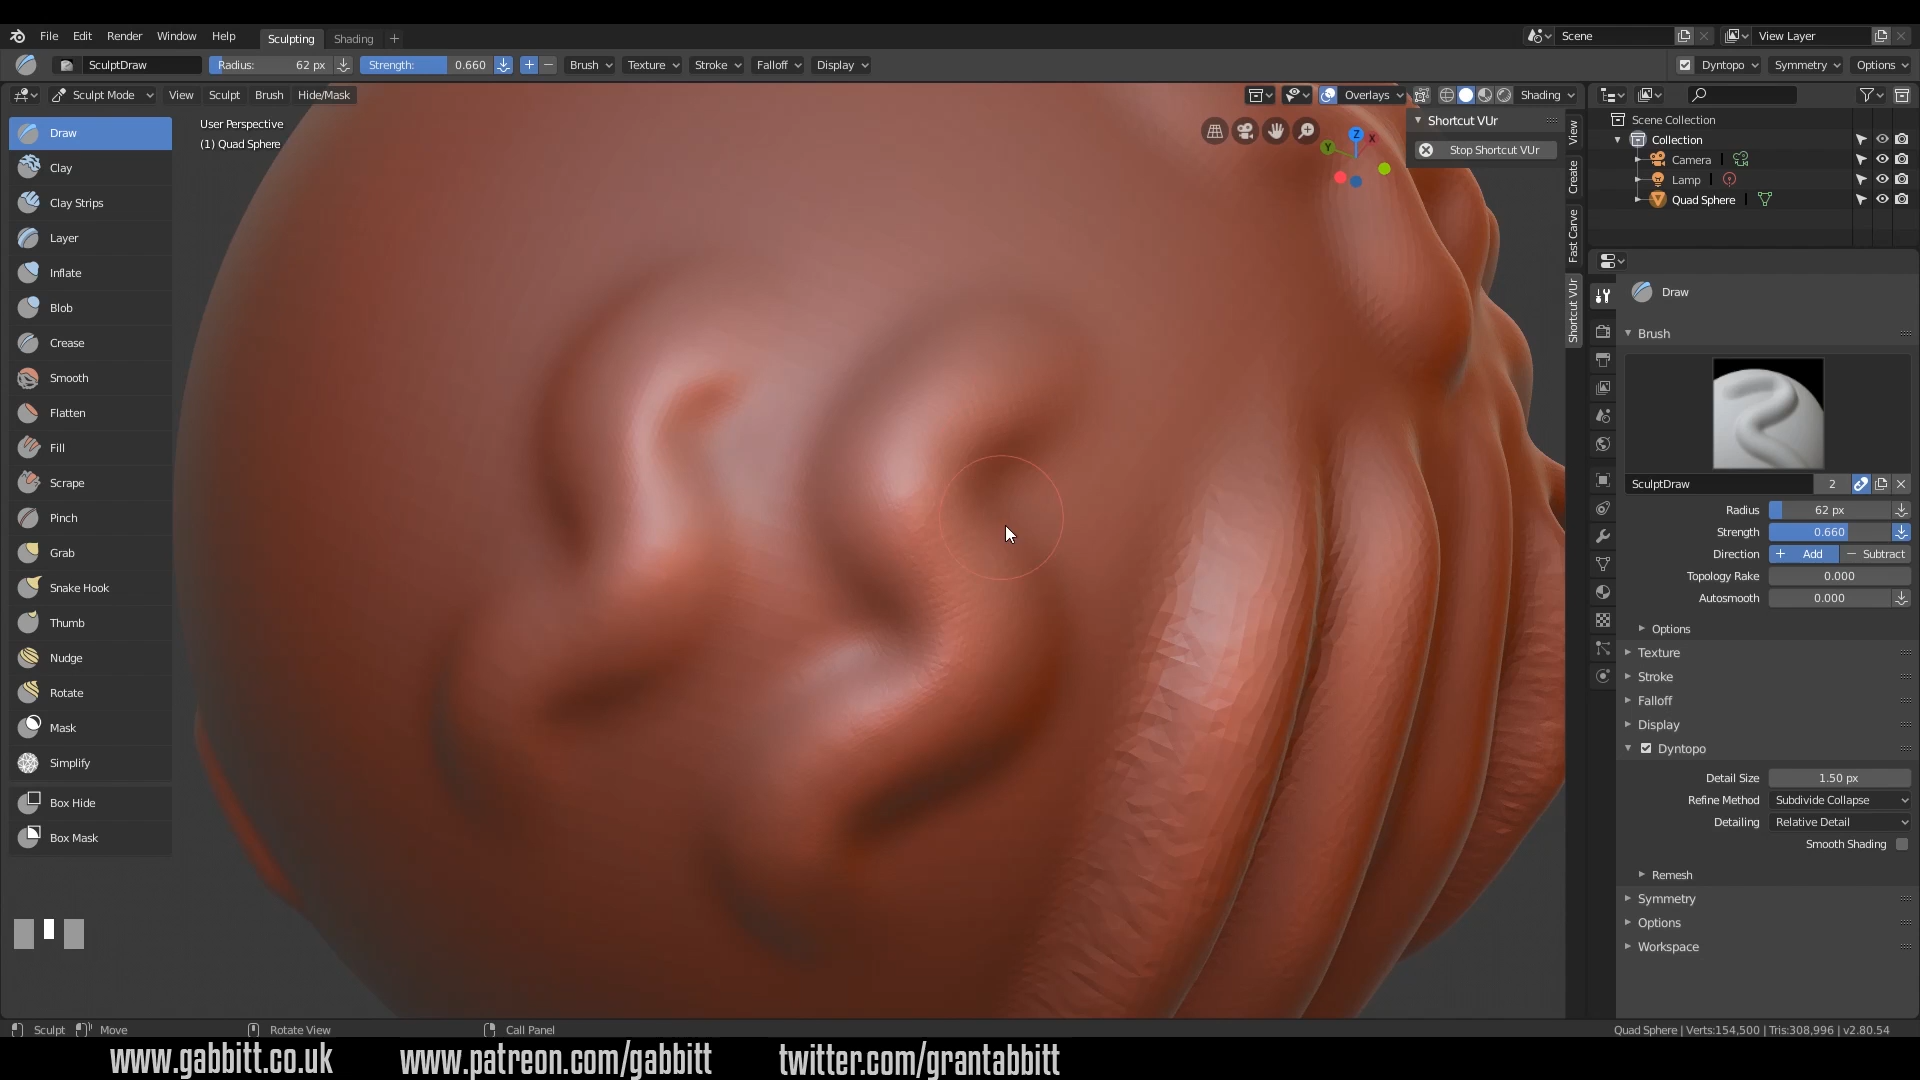 File Edit Render Window Help Sculpting Shading + Scene View Layer
SculptDraw Radius: 62 px Strength: 0.660 Brush Texture Stroke Falloff Display Dyntopo Symmetry Options
Sculpt Mode View Sculpt Brush Hide/Mask Overlays Shading
User Perspective
(1) Quad Sphere
Draw
Clay
Clay Strips
Layer
Inflate
Blob
Crease
Smooth
Flatten
Fill
Scrape
Pinch
Grab
Snake Hook
Thumb
Nudge
Rotate
Mask
Simplify
Box Hide
Box Mask
Z
X
Y
Shortcut VUr
Stop Shortcut VUr
View
Create
Fast Carve
Shortcut VUr
Scene Collection
Collection
Camera
Lamp
Quad Sphere
Draw
Brush
SculptDraw 2
Radius 62 px
Strength 0.660
Direction + Add − Subtract
Topology Rake 0.000
Autosmooth 0.000
Options
Texture
Stroke
Falloff
Display
Dyntopo
Detail Size 1.50 px
Refine Method Subdivide Collapse
Detailing Relative Detail
Smooth Shading
Remesh
Symmetry
Options
Workspace
Sculpt Move Rotate View Call Panel Quad Sphere | Verts:154,500 | Tris:308,996 | v2.80.54
www.gabbitt.co.uk www.patreon.com/gabbitt twitter.com/grantabbitt